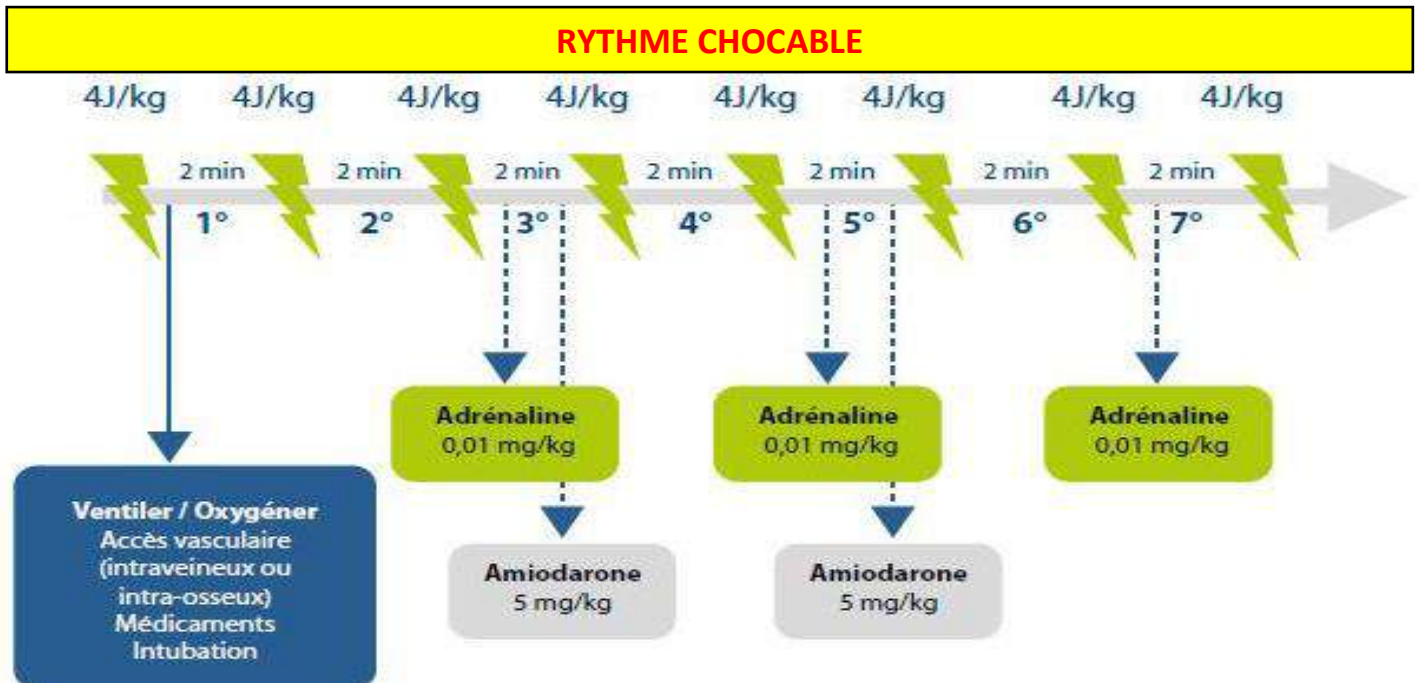 RYTHME CHOCABLE
4J/kg 4J/kg 4J/kg 4J/kg 4J/kg 4J/kg 4J/kg 4J/kg
2 min 2 min 2 min 2 min 2 min 2 min 2 min
1° 2° 3° 4° 5° 6° 7°
Adrénaline
0,01 mg/kg
Adrénaline
0,01 mg/kg
Adrénaline
0,01 mg/kg
Ventiler / Oxygéner
Accès vasculaire
(intraveineux ou
intra-osseux)
Médicaments
Intubation
Amiodarone
5 mg/kg
Amiodarone
5 mg/kg